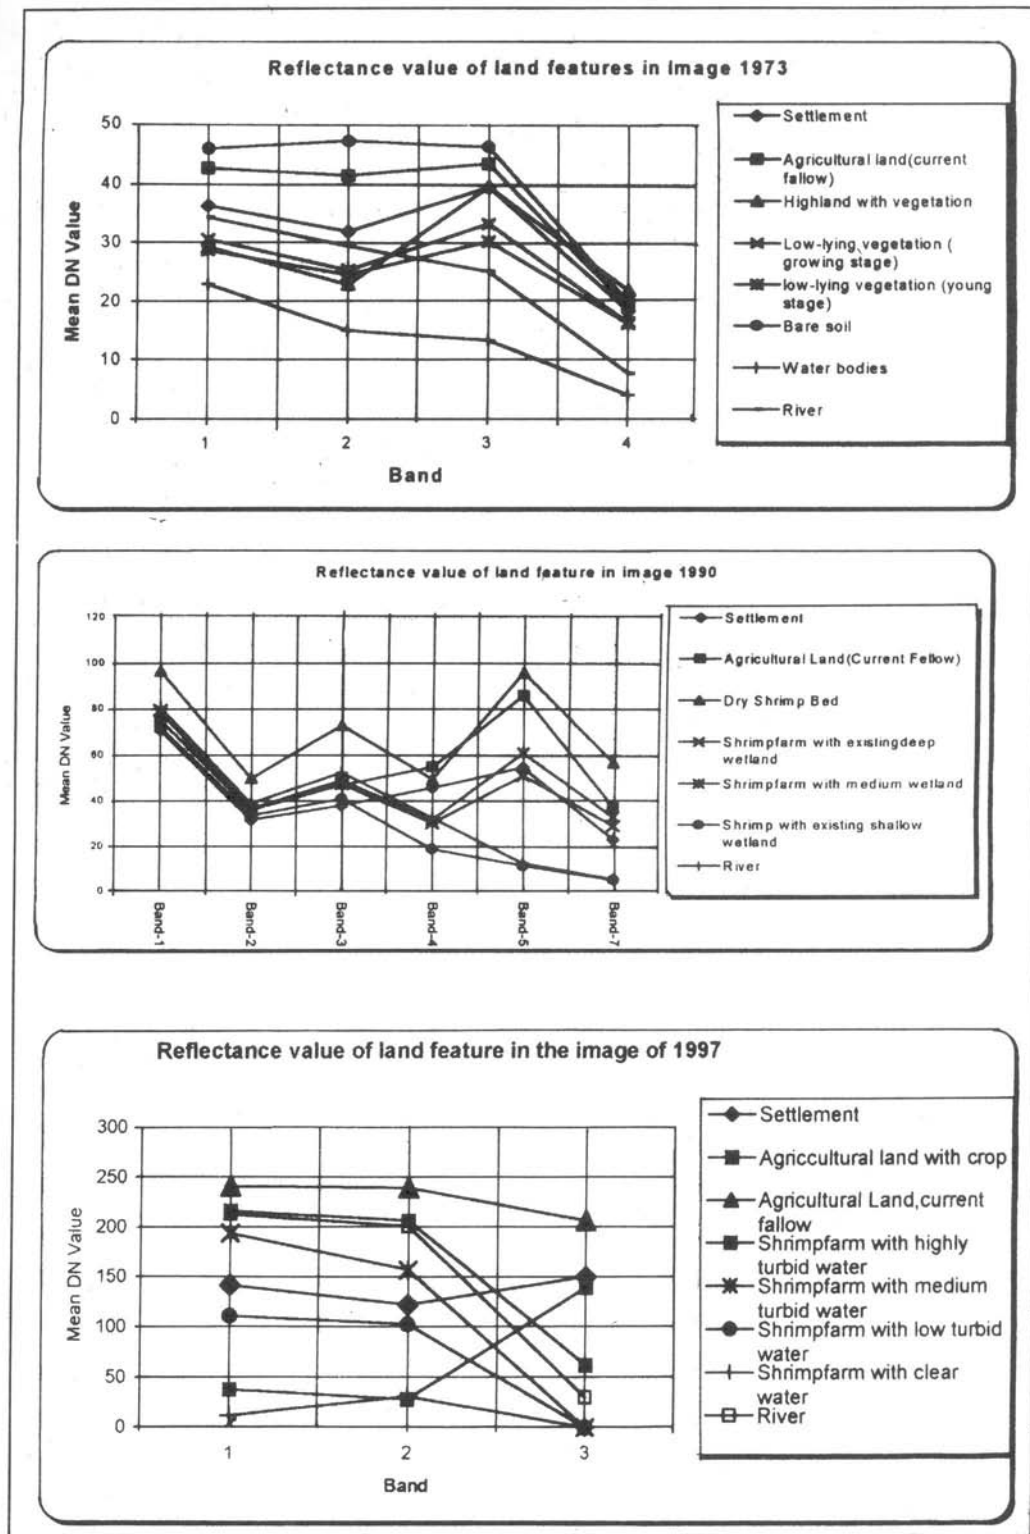 Reflectance value of land features in image 1973
50
40
30
20
10
0
Mean DN Value
1 2 3 4
Band
Settlement
Agricultural land(current
fallow)
Highland with vegetation
Low-lying vegetation (
growing stage)
low-lying vegetation (young
stage)
Bare soil
Water bodies
River
Reflectance value of land feature in image 1990
120
100
80
60
40
20
0
Mean DN Value
Band-1
Band-2
Band-3
Band-4
Band-5
Band-7
Settlement
Agricultural Land(Current Fellow)
Dry Shrimp Bed
Shrimpfarm with existingdeep
wetland
Shrimpfarm with medium wetland
Shrimp with existing shallow
wetland
River
Reflectance value of land feature in the image of 1997
300
250
200
150
100
50
0
Mean DN Value
1 2 3
Band
Settlement
Agriccultural land with crop
Agricultural Land,current
fallow
Shrimpfarm with highly
turbid water
Shrimpfarm with medium
turbid water
Shrimpfarm with low turbid
water
Shrimpfarm with clear
water
River